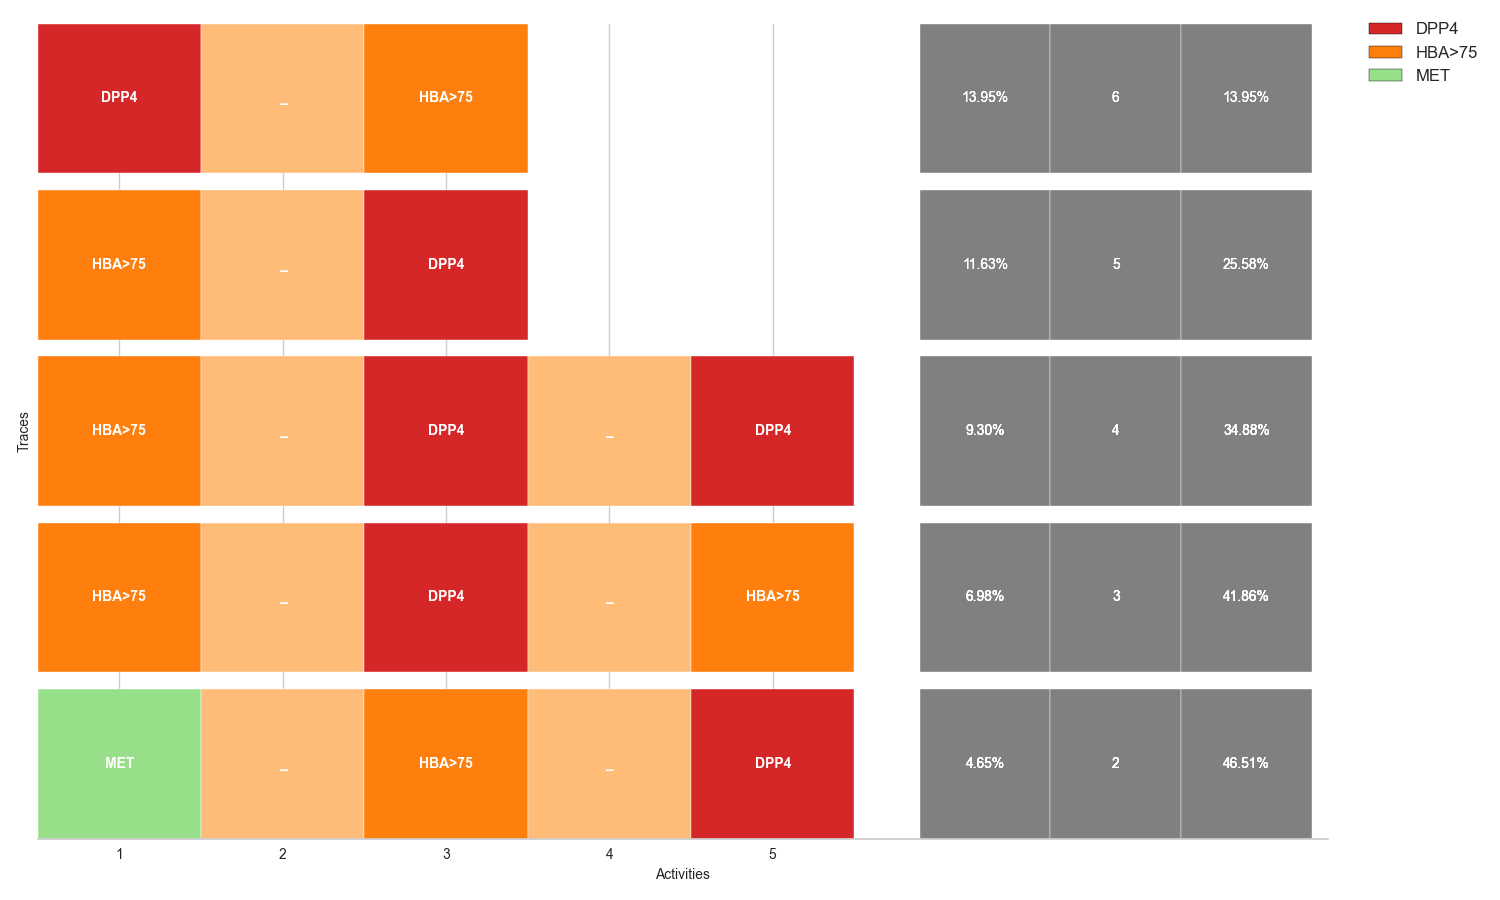 DPP4
HBA>75
MET
DPP4 _ HBA>75 13.95% 6 13.95%
HBA>75 _ DPP4 11.63% 5 25.58%
HBA>75 _ DPP4 _ DPP4 9.30% 4 34.88%
Traces
HBA>75 _ DPP4 _ HBA>75 6.98% 3 41.86%
MET _ HBA>75 _ DPP4 4.65% 2 46.51%
1 2 3 4 5
Activities